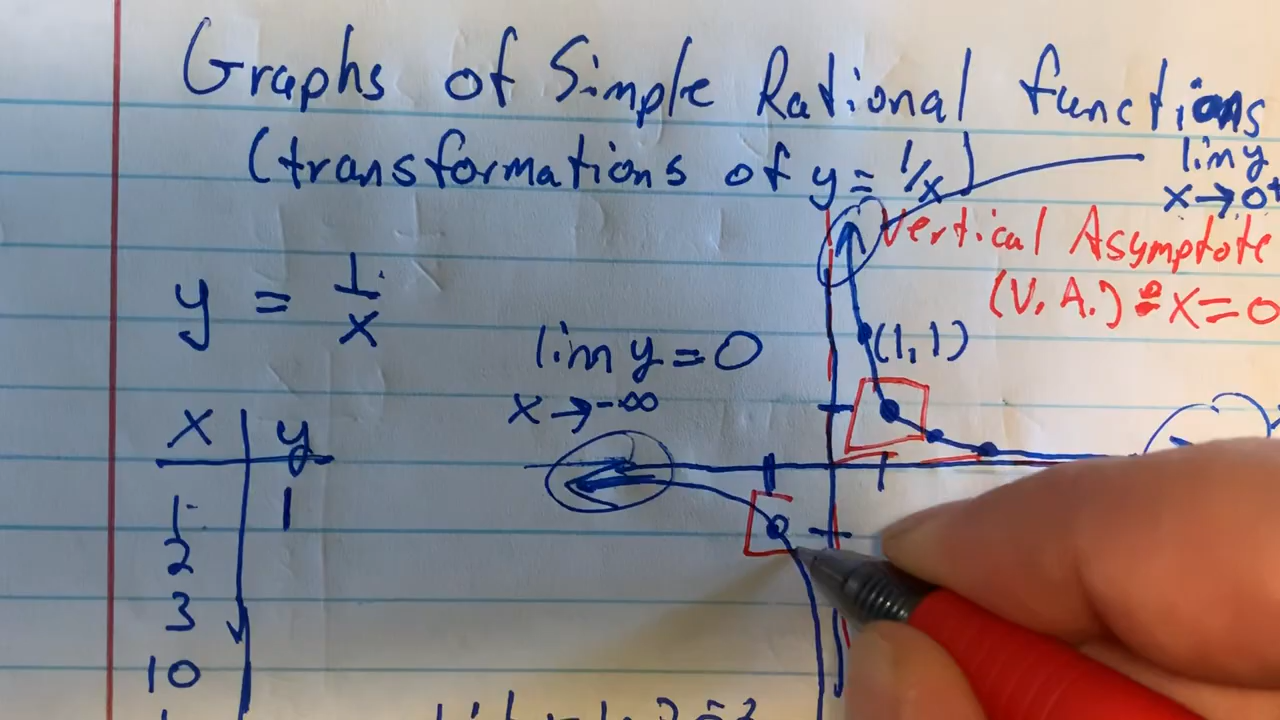 Graphs of Simple Rational functions
(transformations of y = 1/x)
lim y
x→0+
Vertical Asymptote
(V.A.) : x=0
y = 1/x
lim y = 0
x→-∞
(1,1)
x y
1 1
2
3
10